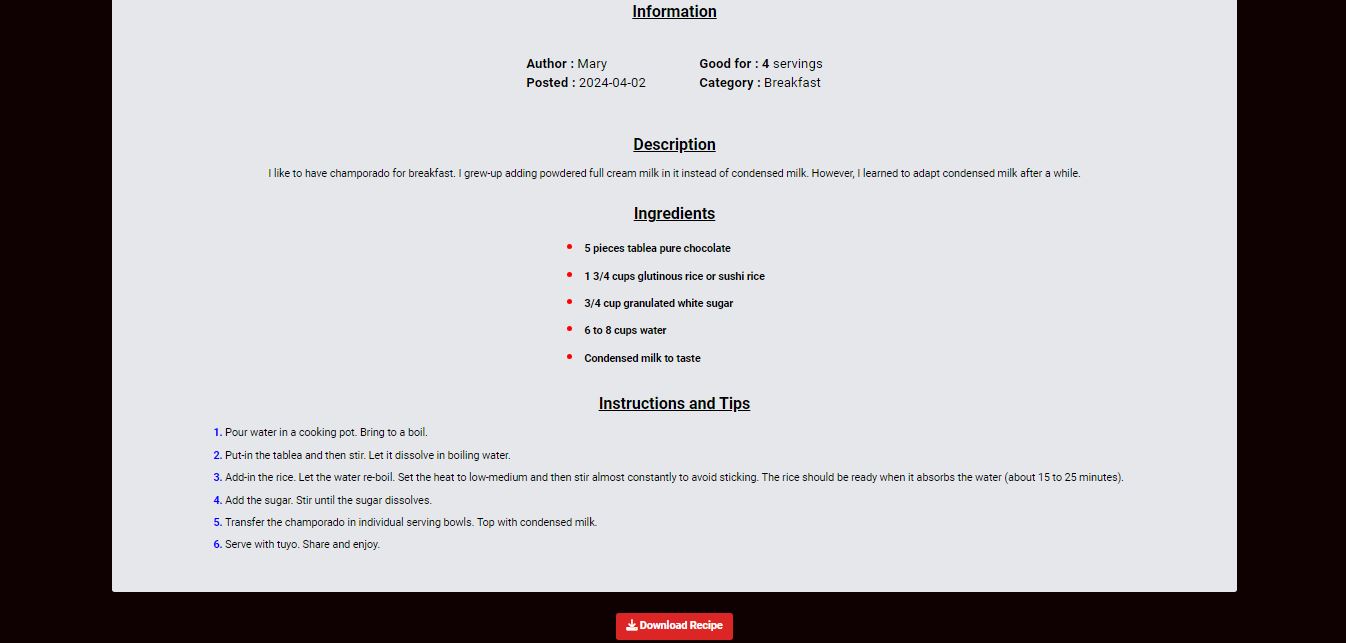 Information
Author : Mary
Good for : 4 servings
Posted : 2024-04-02
Category : Breakfast
Description
I like to have champorado for breakfast. I grew-up adding powdered full cream milk in it instead of condensed milk. However, I learned to adapt condensed milk after a while.
Ingredients
5 pieces tablea pure chocolate
1 3/4 cups glutinous rice or sushi rice
3/4 cup granulated white sugar
6 to 8 cups water
Condensed milk to taste
Instructions and Tips
1. Pour water in a cooking pot. Bring to a boil.
2. Put-in the tablea and then stir. Let it dissolve in boiling water.
3. Add-in the rice. Let the water re-boil. Set the heat to low-medium and then stir almost constantly to avoid sticking. The rice should be ready when it absorbs the water (about 15 to 25 minutes).
4. Add the sugar. Stir until the sugar dissolves.
5. Transfer the champorado in individual serving bowls. Top with condensed milk.
6. Serve with tuyo. Share and enjoy.
Download Recipe